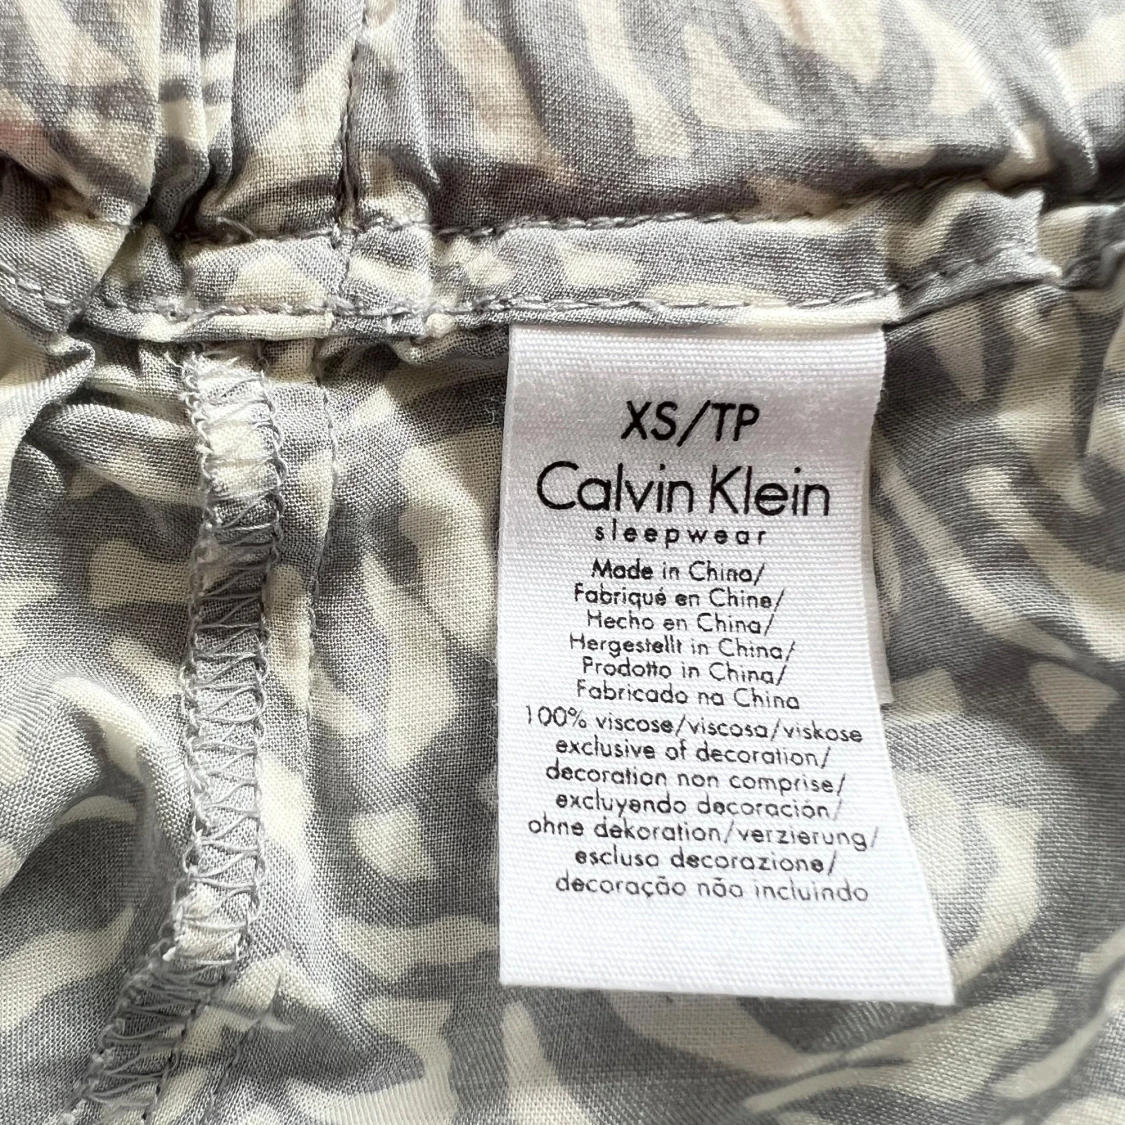 XS/TP
Calvin Klein
sleepwear
Made in China/
Fabriqué en Chine/
Hecho en China/
Hergestellt in China/
Prodotto in China/
Fabricado na China
100% viscose/viscosa/viskose
exclusive of decoration/
decoration non comprise/
excluyendo decoración/
ohne dekoration/verzierung/
esclusa decorazione/
decoração não incluindo